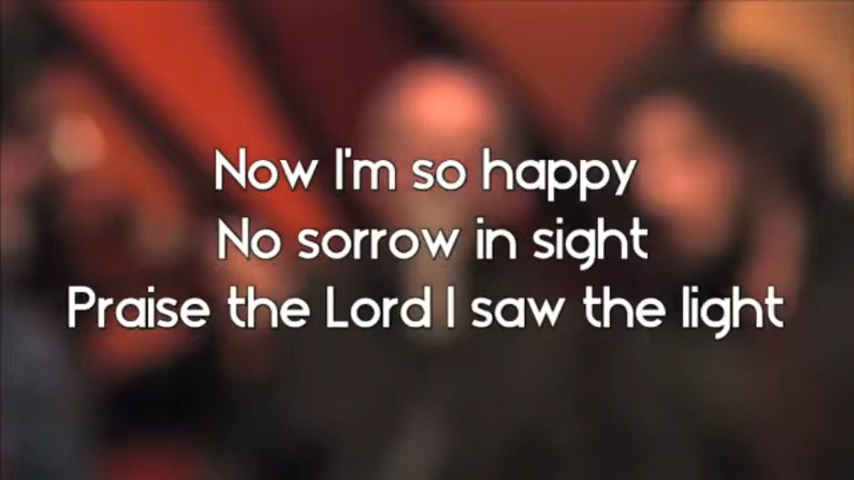 Now I'm so happy
No sorrow in sight
Praise the Lord I saw the light